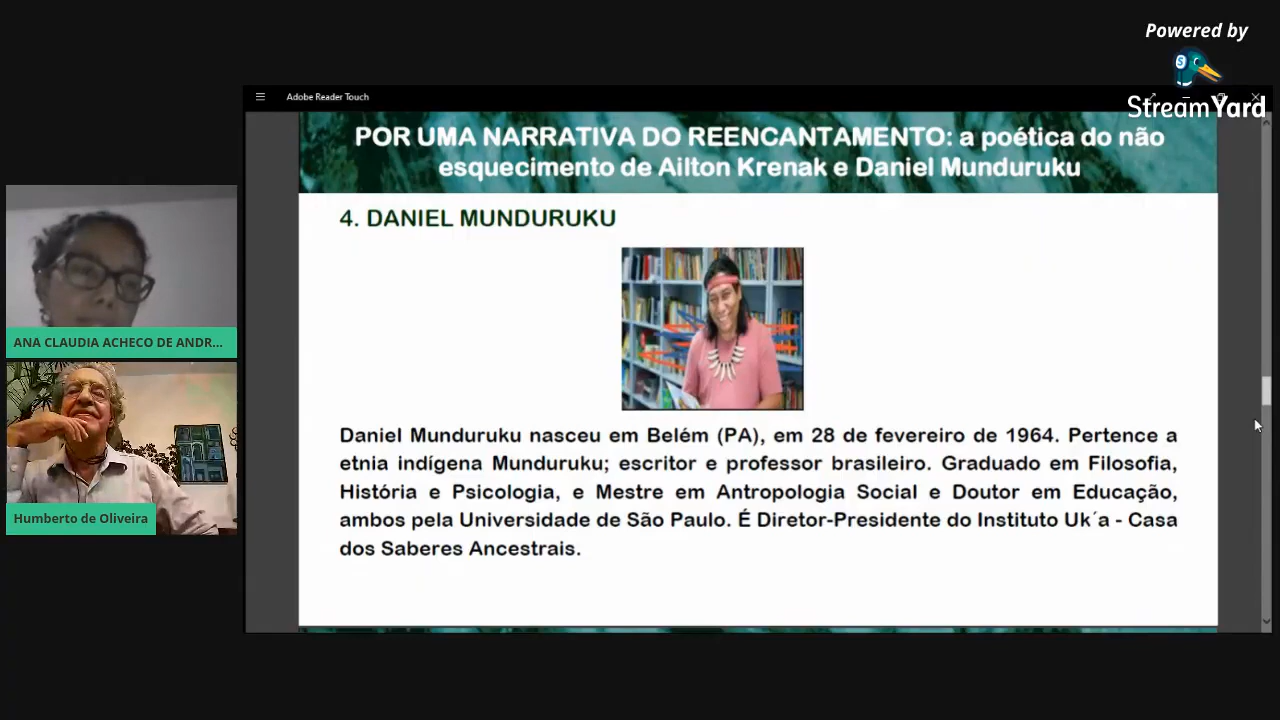 Powered by
StreamYard
Adobe Reader Touch
POR UMA NARRATIVA DO REENCANTAMENTO: a poética do não
esquecimento de Ailton Krenak e Daniel Munduruku
4. DANIEL MUNDURUKU
Daniel Munduruku nasceu em Belém (PA), em 28 de fevereiro de 1964. Pertence a
etnia indígena Munduruku; escritor e professor brasileiro. Graduado em Filosofia,
História e Psicologia, e Mestre em Antropologia Social e Doutor em Educação,
ambos pela Universidade de São Paulo. É Diretor-Presidente do Instituto Uk´a - Casa
dos Saberes Ancestrais.
ANA CLAUDIA ACHECO DE ANDR...
Humberto de Oliveira